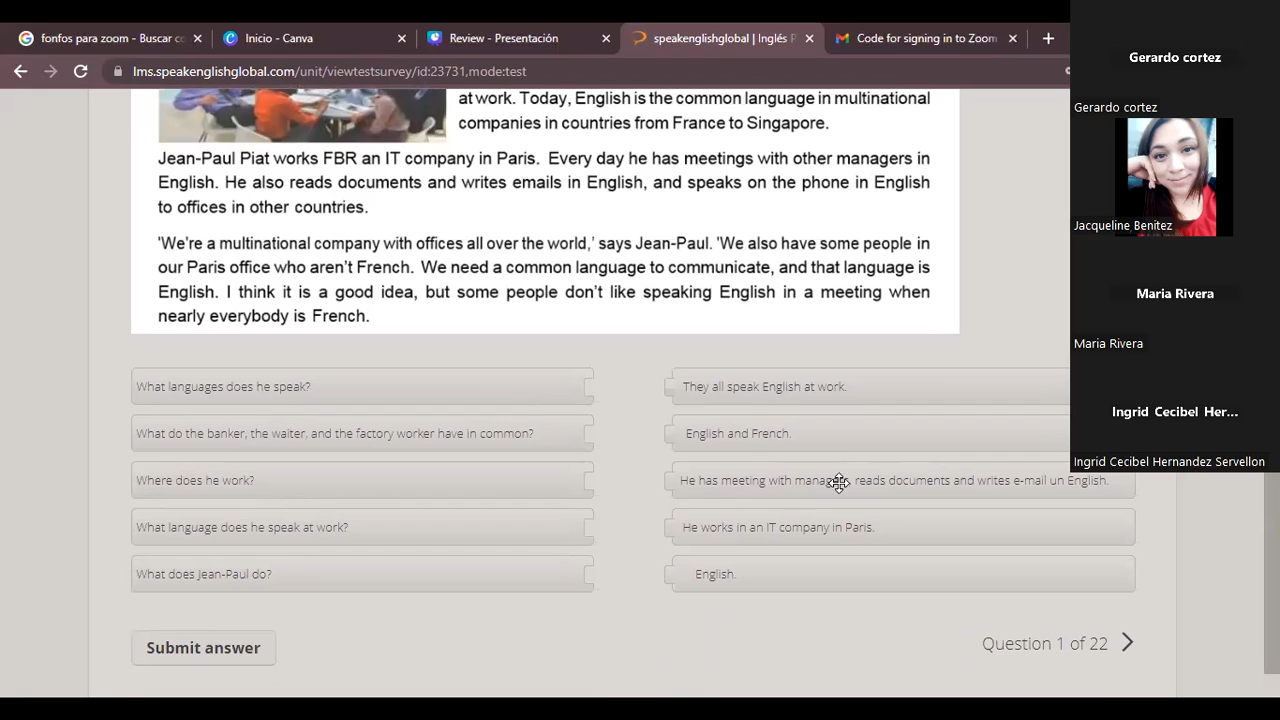 fonfos para zoom - Buscar co
Inicio - Canva
Review - Presentación
speakenglishglobal | Inglés P
Code for signing in to Zoom
lms.speakenglishglobal.com/unit/viewtestsurvey/id:23731,mode:test
at work. Today, English is the common language in multinational
companies in countries from France to Singapore.
Jean-Paul Piat works FBR an IT company in Paris. Every day he has meetings with other managers in
English. He also reads documents and writes emails in English, and speaks on the phone in English
to offices in other countries.
'We're a multinational company with offices all over the world,' says Jean-Paul. 'We also have some people in
our Paris office who aren't French. We need a common language to communicate, and that language is
English. I think it is a good idea, but some people don't like speaking English in a meeting when
nearly everybody is French.
What languages does he speak?
They all speak English at work.
What do the banker, the waiter, and the factory worker have in common?
English and French.
Where does he work?
He has meeting with reads documents and writes e-mail un English.
What language does he speak at work?
He works in an IT company in Paris.
What does Jean-Paul do?
English.
Submit answer
Question 1 of 22
Gerardo cortez
Gerardo cortez
Jacqueline Benitez
Maria Rivera
Maria Rivera
Ingrid Cecibel Her...
Ingrid Cecibel Hernandez Servellon